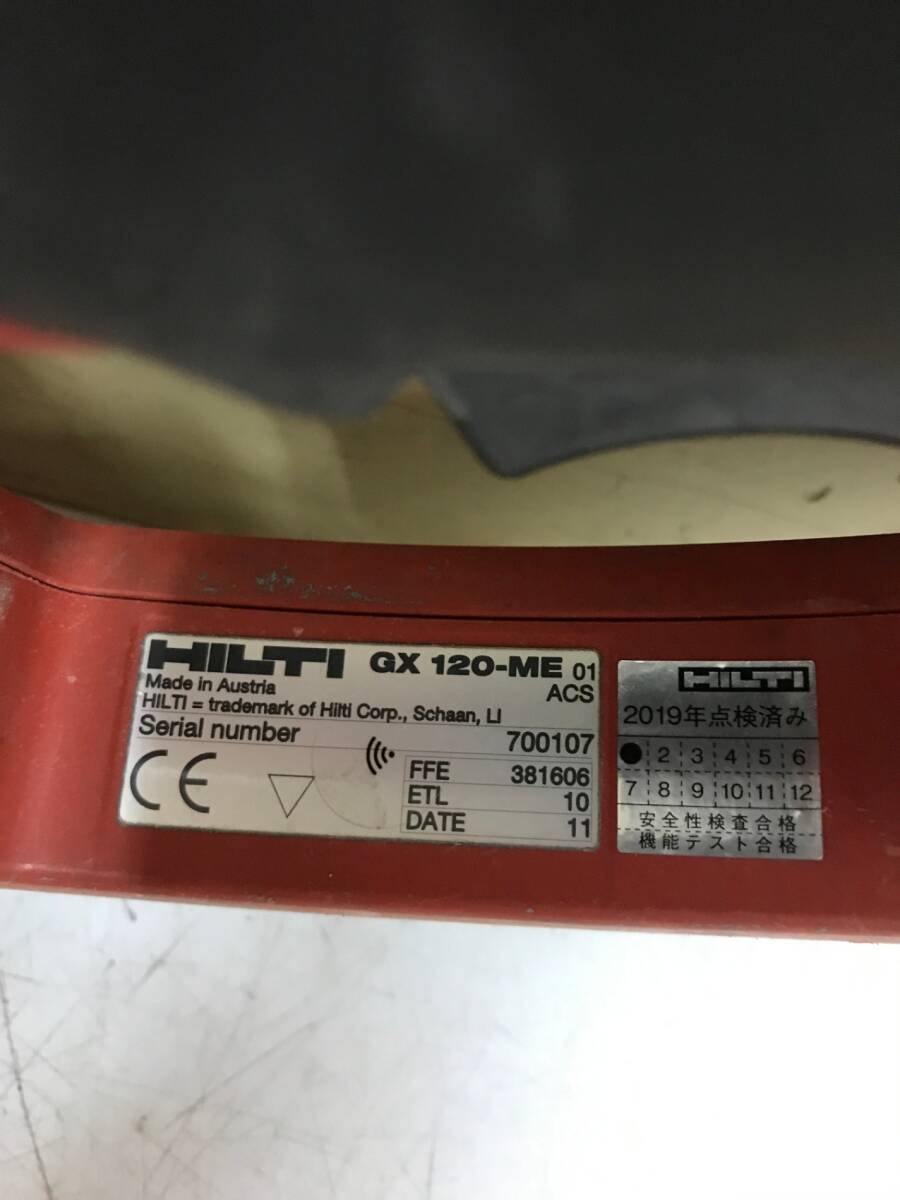 HILTI GX 120-ME 01
ACS
Made in Austria
HILTI = trademark of Hilti Corp., Schaan, LI
Serial number 700107
CE
FFE 381606
ETL 10
DATE 11
HILTI
2019年点検済み
2 3 4 5 6
7 8 9 10 11 12
安全性検査合格
機能テスト合格